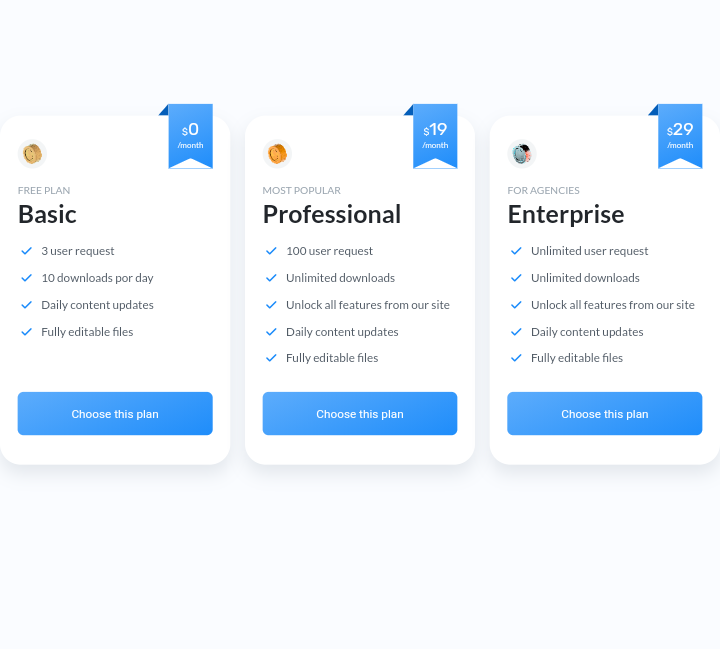 $0
/month
FREE PLAN
Basic
3 user request
10 downloads por day
Daily content updates
Fully editable files
Choose this plan
$19
/month
MOST POPULAR
Professional
100 user request
Unlimited downloads
Unlock all features from our site
Daily content updates
Fully editable files
Choose this plan
$29
/month
FOR AGENCIES
Enterprise
Unlimited user request
Unlimited downloads
Unlock all features from our site
Daily content updates
Fully editable files
Choose this plan